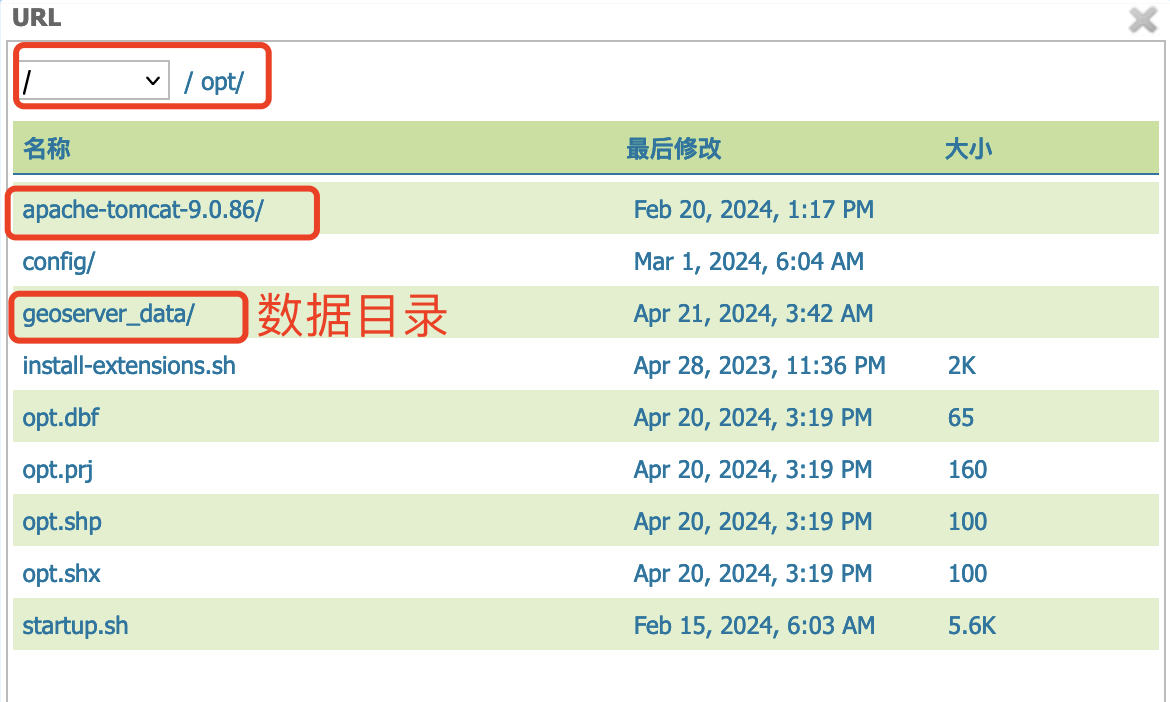 URL
/ / opt/
名称 最后修改 大小
apache-tomcat-9.0.86/ Feb 20, 2024, 1:17 PM
config/ Mar 1, 2024, 6:04 AM
geoserver_data/ 数据目录 Apr 21, 2024, 3:42 AM
install-extensions.sh Apr 28, 2023, 11:36 PM 2K
opt.dbf Apr 20, 2024, 3:19 PM 65
opt.prj Apr 20, 2024, 3:19 PM 160
opt.shp Apr 20, 2024, 3:19 PM 100
opt.shx Apr 20, 2024, 3:19 PM 100
startup.sh Feb 15, 2024, 6:03 AM 5.6K